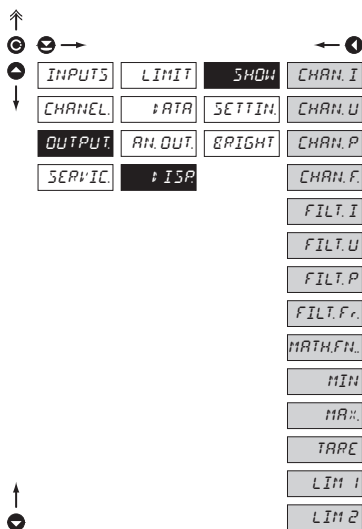 INPUTS LIMIT SHOW CHAN. I
CHANEL. DATA SETTIN. CHAN. U
OUTPUT. AN. OUT. BRIGHT CHAN. P
SERVIC. DISP. CHAN. F.
FILT. I
FILT. U
FILT. P
FILT. Fr.
MATH.FN..
MIN
MAX.
TARE
LIM 1
LIM 2